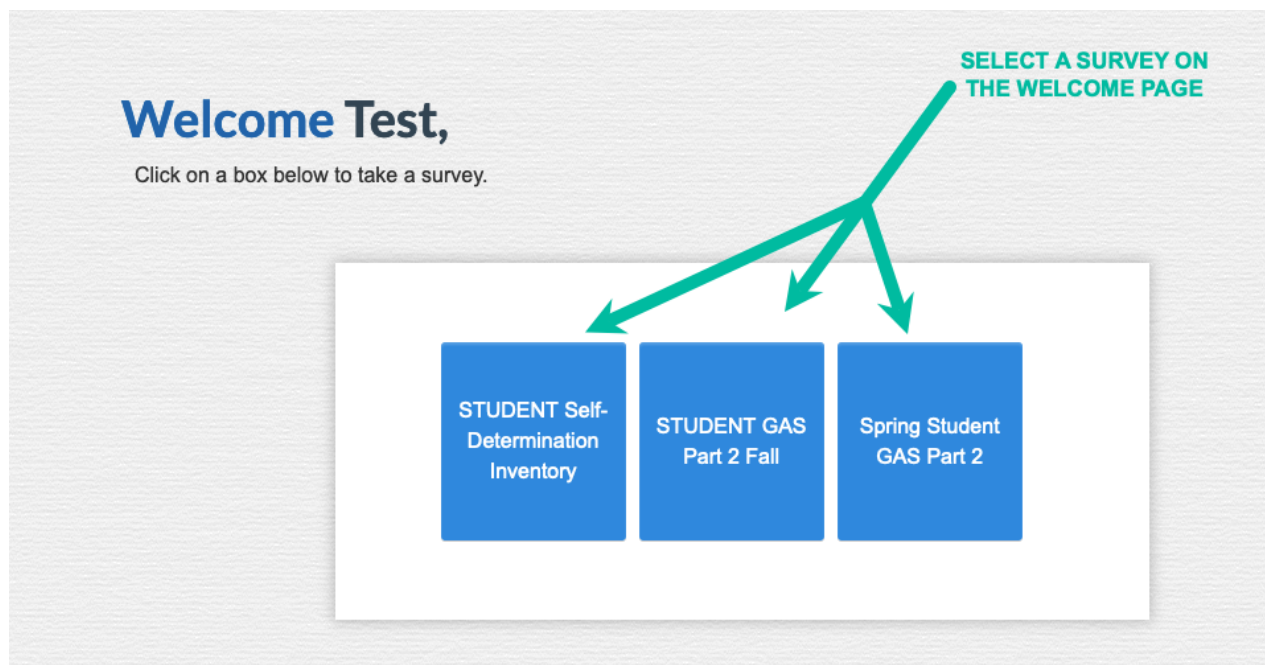 SELECT A SURVEY ON
THE WELCOME PAGE
Welcome Test,
Click on a box below to take a survey.
STUDENT Self-
Determination
Inventory
STUDENT GAS
Part 2 Fall
Spring Student
GAS Part 2